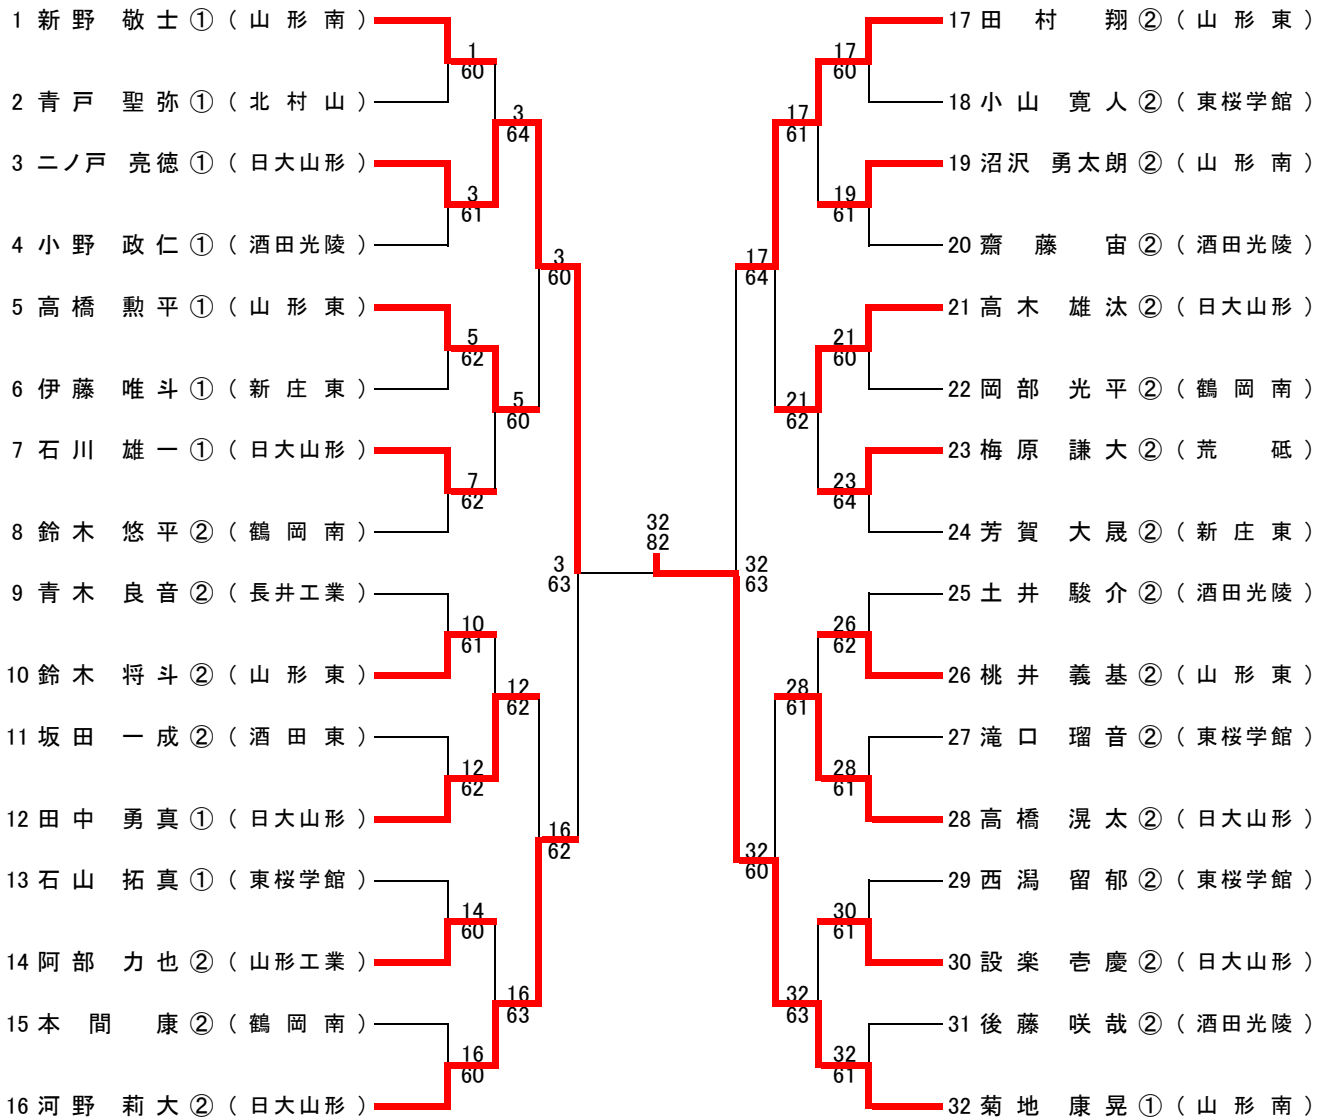 1 新野 敬士 ① ( 山形南 )
1
60
2 青戸 聖弥 ① ( 北村山 )
3
64
3 二ノ戸 亮徳 ① ( 日大山形 )
3
61
4 小野 政仁 ① ( 酒田光陵 )
3
60
5 高橋 勲平 ① ( 山形東 )
5
62
6 伊藤 唯斗 ① ( 新庄東 )
5
60
7 石川 雄一 ① ( 日大山形 )
7
62
8 鈴木 悠平 ② ( 鶴岡南 )
3
63
9 青木 良音 ② ( 長井工業 )
10
61
10 鈴木 将斗 ② ( 山形東 )
12
62
11 坂田 一成 ② ( 酒田東 )
12
62
12 田中 勇真 ① ( 日大山形 )
16
62
13 石山 拓真 ① ( 東桜学館 )
14
60
14 阿部 力也 ② ( 山形工業 )
16
63
15 本間 康 ② ( 鶴岡南 )
16
60
16 河野 莉大 ② ( 日大山形 )
32
82
17 田村 翔 ② ( 山形東 )
17
60
18 小山 寛人 ② ( 東桜学館 )
17
61
19 沼沢 勇太朗 ② ( 山形南 )
19
61
20 齋藤 宙 ② ( 酒田光陵 )
17
64
21 高木 雄汰 ② ( 日大山形 )
21
60
22 岡部 光平 ② ( 鶴岡南 )
21
62
23 梅原 謙大 ② ( 荒砥 )
23
64
24 芳賀 大晟 ② ( 新庄東 )
32
63
25 土井 駿介 ② ( 酒田光陵 )
26
62
26 桃井 義基 ② ( 山形東 )
28
61
27 滝口 瑠音 ② ( 東桜学館 )
28
61
28 高橋 滉太 ② ( 日大山形 )
32
60
29 西潟 留郁 ② ( 東桜学館 )
30
61
30 設楽 壱慶 ② ( 日大山形 )
32
63
31 後藤 咲哉 ② ( 酒田光陵 )
32
61
32 菊地 康晃 ① ( 山形南 )